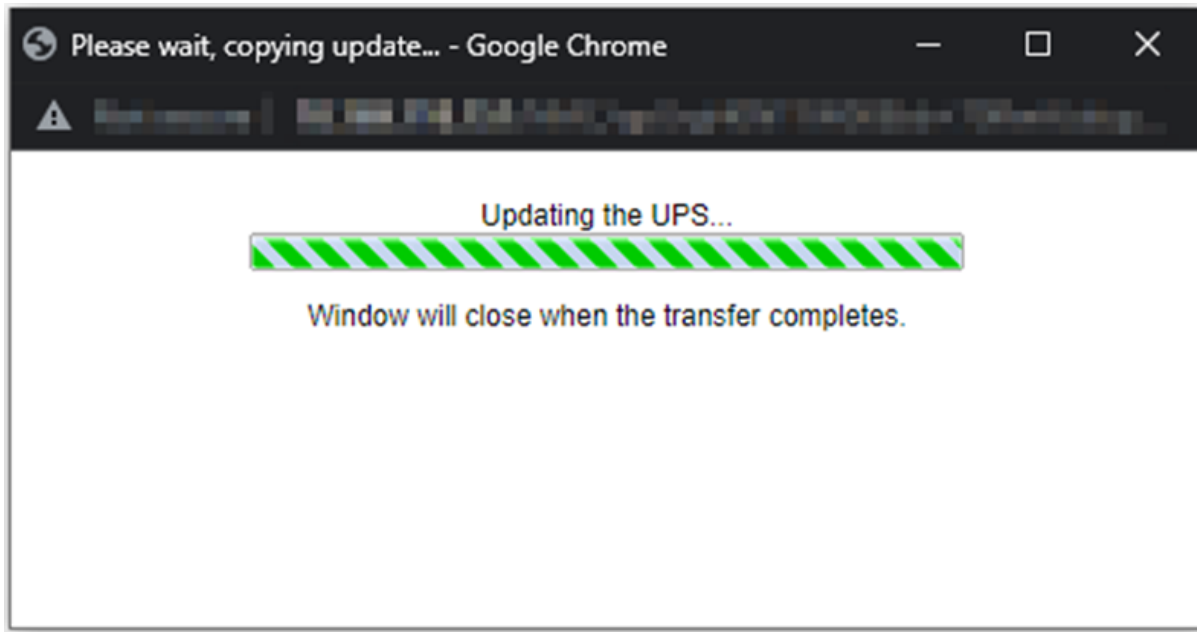 Please wait, copying update... - Google Chrome
Updating the UPS...
Window will close when the transfer completes.